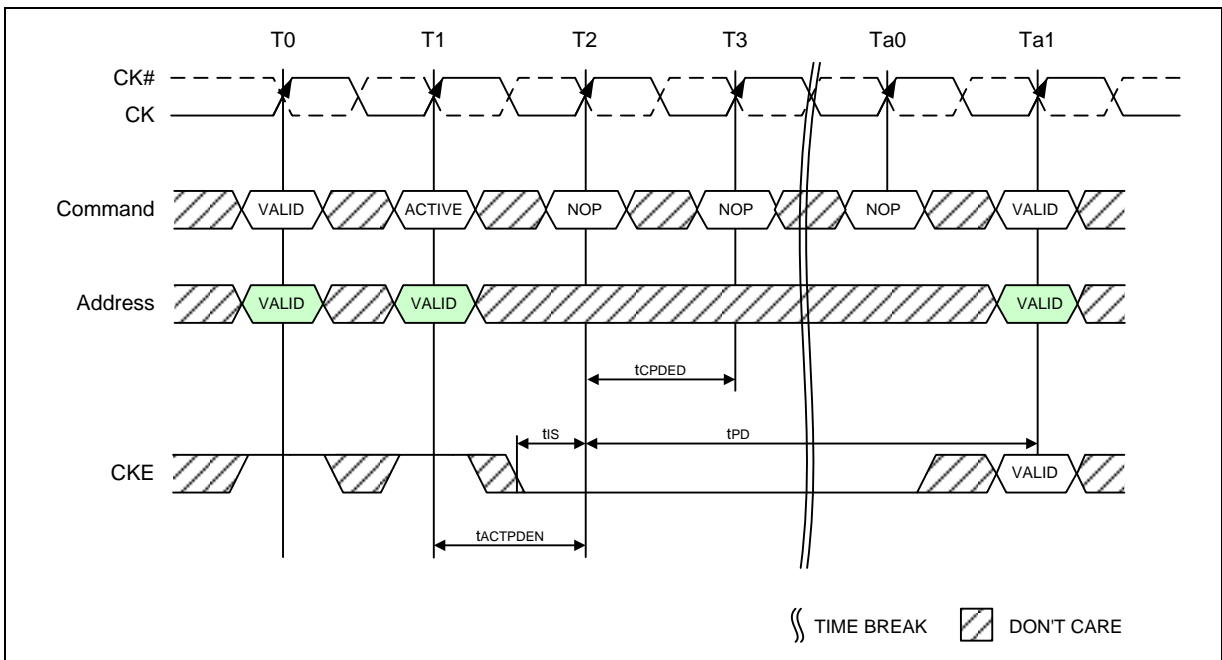 T0 T1 T2 T3 Ta0 Ta1
CK#
CK
Command VALID ACTIVE NOP NOP NOP VALID
Address VALID VALID VALID
tCPDED
tIS tPD
CKE VALID
tACTPDEN
TIME BREAK DON'T CARE